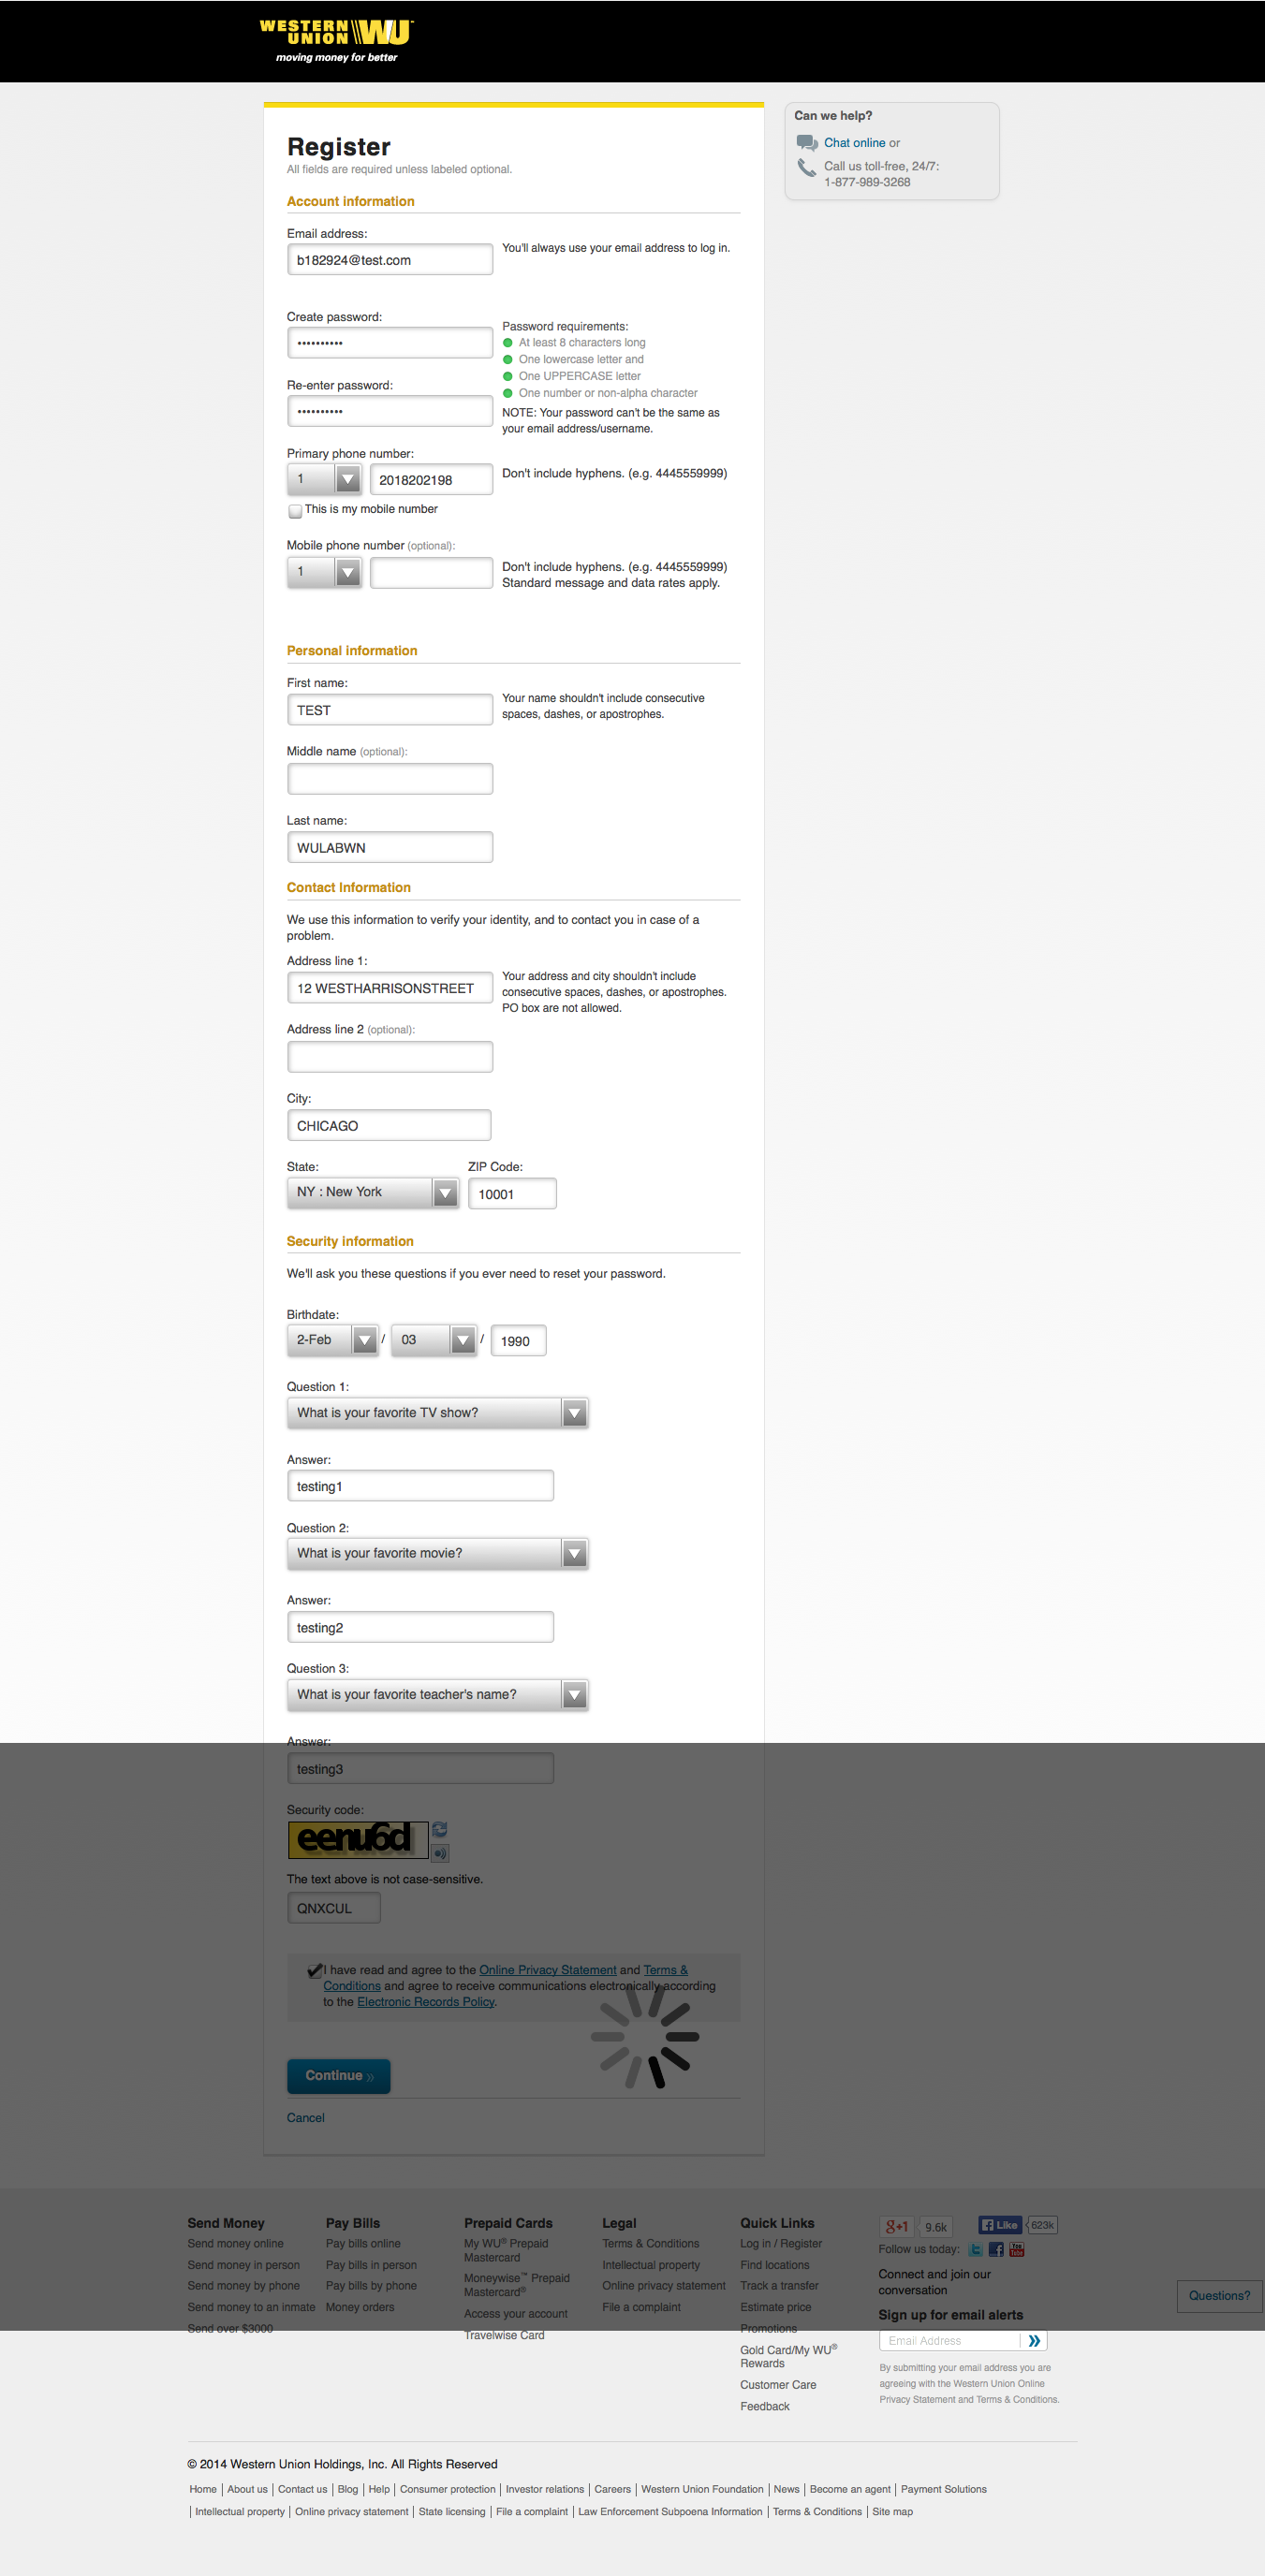 WESTERN UNION WU
moving money for better
Register
All fields are required unless labeled optional.
Can we help?
Chat online or
Call us toll-free, 24/7:
1-877-989-3268
Account information
Email address:
You'll always use your email address to log in.
b182924@test.com
Create password:
••••••••••
Password requirements:
At least 8 characters long
One lowercase letter and
One UPPERCASE letter
One number or non-alpha character
NOTE: Your password can't be the same as
your email address/username.
Re-enter password:
••••••••••
Primary phone number:
1 2018202198
Don't include hyphens. (e.g. 4445559999)
This is my mobile number
Mobile phone number (optional):
1
Don't include hyphens. (e.g. 4445559999)
Standard message and data rates apply.
Personal information
First name:
TEST
Your name shouldn't include consecutive
spaces, dashes, or apostrophes.
Middle name (optional):
Last name:
WULABWN
Contact Information
We use this information to verify your identity, and to contact you in case of a
problem.
Address line 1:
12 WESTHARRISONSTREET
Your address and city shouldn't include
consecutive spaces, dashes, or apostrophes.
PO box are not allowed.
Address line 2 (optional):
City:
CHICAGO
State: ZIP Code:
NY : New York 10001
Security information
We'll ask you these questions if you ever need to reset your password.
Birthdate:
2-Feb / 03 / 1990
Question 1:
What is your favorite TV show?
Answer:
testing1
Question 2:
What is your favorite movie?
Answer:
testing2
Question 3:
What is your favorite teacher's name?
Answer:
testing3
Security code:
eenu6d
The text above is not case-sensitive.
QNXCUL
I have read and agree to the Online Privacy Statement and Terms &
Conditions and agree to receive communications electronically according
to the Electronic Records Policy.
Continue »
Cancel
Send Money
Send money online
Send money in person
Send money by phone
Send money to an inmate
Send over $3000
Pay Bills
Pay bills online
Pay bills in person
Pay bills by phone
Money orders
Prepaid Cards
My WU® Prepaid
Mastercard
Moneywise™ Prepaid
Mastercard®
Access your account
Travelwise Card
Legal
Terms & Conditions
Intellectual property
Online privacy statement
File a complaint
Quick Links
Log in / Register
Find locations
Track a transfer
Estimate price
Promotions
Gold Card/My WU®
Rewards
Customer Care
Feedback
g+1 9.6k Like 623k
Follow us today:
Connect and join our
conversation
Sign up for email alerts
Email Address »
By submitting your email address you are
agreeing with the Western Union Online
Privacy Statement and Terms & Conditions.
Questions?
© 2014 Western Union Holdings, Inc. All Rights Reserved
Home | About us | Contact us | Blog | Help | Consumer protection | Investor relations | Careers | Western Union Foundation | News | Become an agent | Payment Solutions
| Intellectual property | Online privacy statement | State licensing | File a complaint | Law Enforcement Subpoena Information | Terms & Conditions | Site map